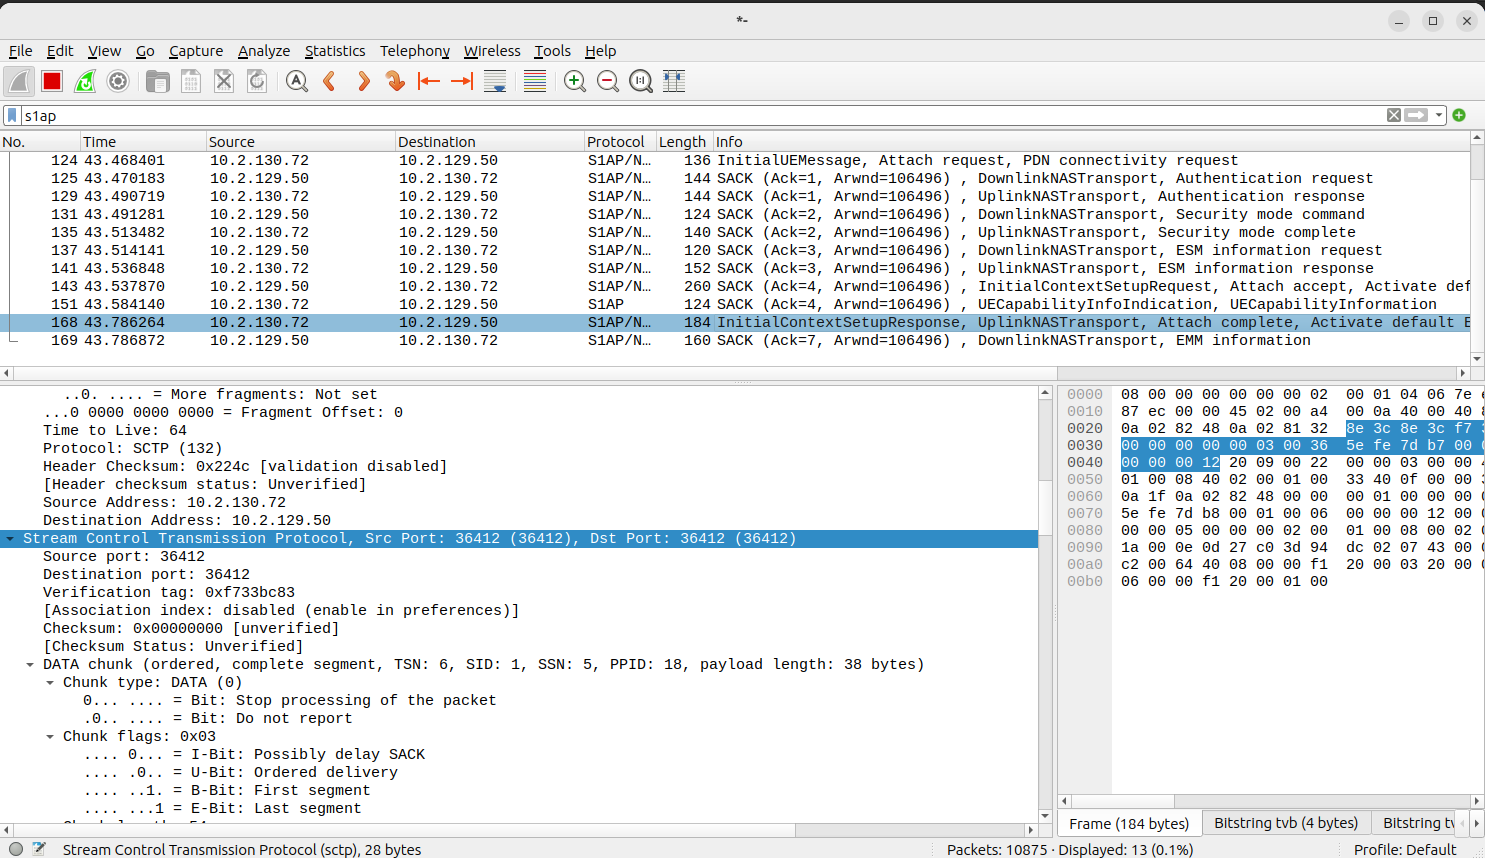 *-
File Edit View Go Capture Analyze Statistics Telephony Wireless Tools Help
s1ap
No. Time Source Destination Protocol Length Info
124 43.468401 10.2.130.72 10.2.129.50 S1AP/N… 136 InitialUEMessage, Attach request, PDN connectivity request
125 43.470183 10.2.129.50 10.2.130.72 S1AP/N… 144 SACK (Ack=1, Arwnd=106496) , DownlinkNASTransport, Authentication request
129 43.490719 10.2.130.72 10.2.129.50 S1AP/N… 144 SACK (Ack=1, Arwnd=106496) , UplinkNASTransport, Authentication response
131 43.491281 10.2.129.50 10.2.130.72 S1AP/N… 124 SACK (Ack=2, Arwnd=106496) , DownlinkNASTransport, Security mode command
135 43.513482 10.2.130.72 10.2.129.50 S1AP/N… 140 SACK (Ack=2, Arwnd=106496) , UplinkNASTransport, Security mode complete
137 43.514141 10.2.129.50 10.2.130.72 S1AP/N… 120 SACK (Ack=3, Arwnd=106496) , DownlinkNASTransport, ESM information request
141 43.536848 10.2.130.72 10.2.129.50 S1AP/N… 152 SACK (Ack=3, Arwnd=106496) , UplinkNASTransport, ESM information response
143 43.537870 10.2.129.50 10.2.130.72 S1AP/N… 260 SACK (Ack=4, Arwnd=106496) , InitialContextSetupRequest, Attach accept, Activate def
151 43.584140 10.2.130.72 10.2.129.50 S1AP 124 SACK (Ack=4, Arwnd=106496) , UECapabilityInfoIndication, UECapabilityInformation
168 43.786264 10.2.130.72 10.2.129.50 S1AP/N… 184 InitialContextSetupResponse, UplinkNASTransport, Attach complete, Activate default E
169 43.786872 10.2.129.50 10.2.130.72 S1AP/N… 160 SACK (Ack=7, Arwnd=106496) , DownlinkNASTransport, EMM information
..0. .... = More fragments: Not set
...0 0000 0000 0000 = Fragment Offset: 0
Time to Live: 64
Protocol: SCTP (132)
Header Checksum: 0x224c [validation disabled]
[Header checksum status: Unverified]
Source Address: 10.2.130.72
Destination Address: 10.2.129.50
Stream Control Transmission Protocol, Src Port: 36412 (36412), Dst Port: 36412 (36412)
Source port: 36412
Destination port: 36412
Verification tag: 0xf733bc83
[Association index: disabled (enable in preferences)]
Checksum: 0x00000000 [unverified]
[Checksum Status: Unverified]
DATA chunk (ordered, complete segment, TSN: 6, SID: 1, SSN: 5, PPID: 18, payload length: 38 bytes)
Chunk type: DATA (0)
0... .... = Bit: Stop processing of the packet
.0.. .... = Bit: Do not report
Chunk flags: 0x03
.... 0... = I-Bit: Possibly delay SACK
.... .0.. = U-Bit: Ordered delivery
.... ..1. = B-Bit: First segment
.... ...1 = E-Bit: Last segment
0000 08 00 00 00 00 00 00 02 00 01 04 06 7e
0010 87 ec 00 00 45 02 00 a4 00 0a 40 00 40
0020 0a 02 82 48 0a 02 81 32 8e 3c 8e 3c f7
0030 00 00 00 00 00 03 00 36 5e fe 7d b7 00
0040 00 00 00 12 20 09 00 22 00 00 03 00 00
0050 01 00 08 40 02 00 01 00 33 40 0f 00 00
0060 0a 1f 0a 02 82 48 00 00 00 01 00 00 00
0070 5e fe 7d b8 00 01 00 06 00 00 00 12 00
0080 00 00 05 00 00 00 02 00 01 00 08 00 02
0090 1a 00 0e 0d 27 c0 3d 94 dc 02 07 43 00
00a0 c2 00 64 40 08 00 00 f1 20 00 03 20 00
00b0 06 00 00 f1 20 00 01 00
Frame (184 bytes) Bitstring tvb (4 bytes) Bitstring tv
Stream Control Transmission Protocol (sctp), 28 bytes Packets: 10875 · Displayed: 13 (0.1%) Profile: Default